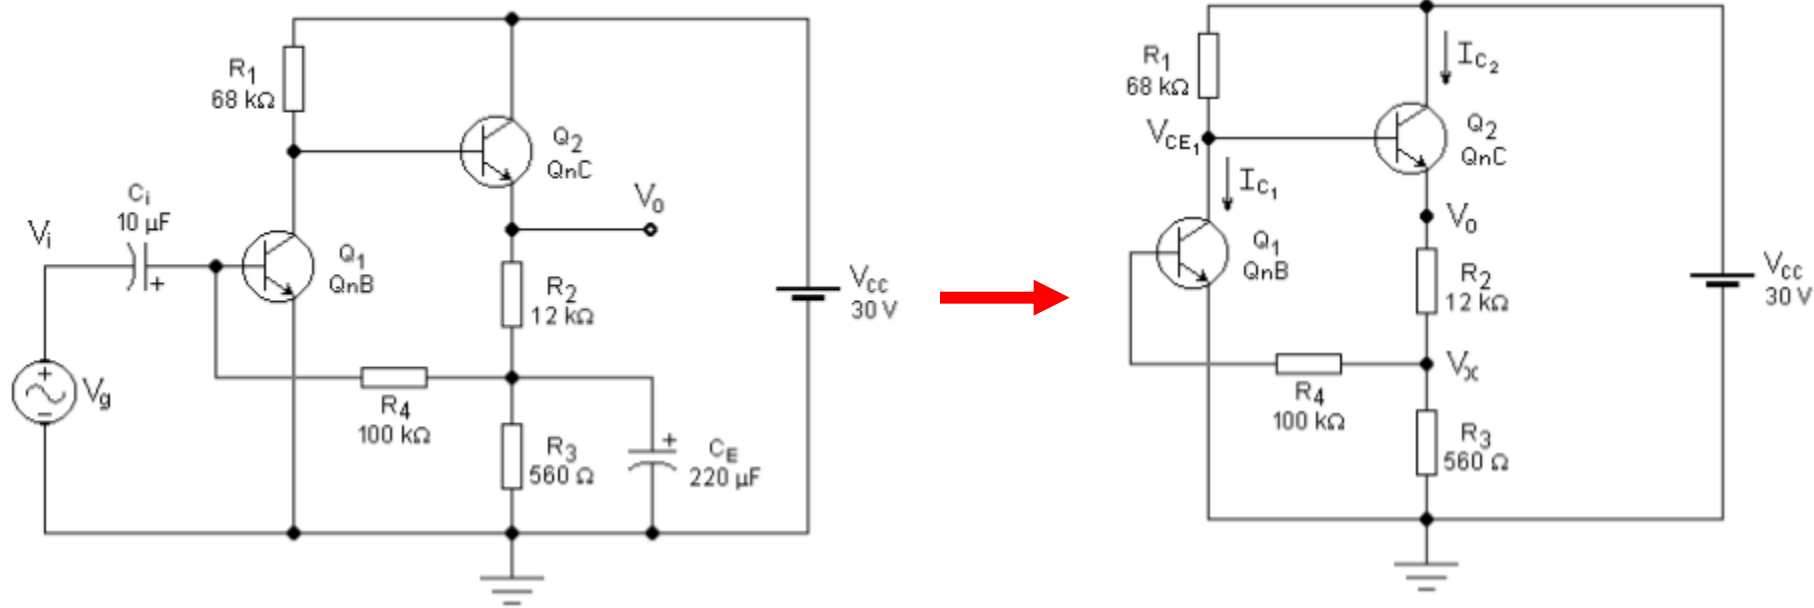 R1
68 kΩ
Q2
QnC
Ci
10 µF
Vi
+
Vo
Q1
QnB
R2
12 kΩ
VCC
30 V
+
Vg
−
R4
100 kΩ
R3
560 Ω
+
CE
220 µF
R1
68 kΩ
IC2
VCE1
Q2
QnC
IC1
Vo
Q1
QnB
R2
12 kΩ
VCC
30 V
Vx
R4
100 kΩ
R3
560 Ω